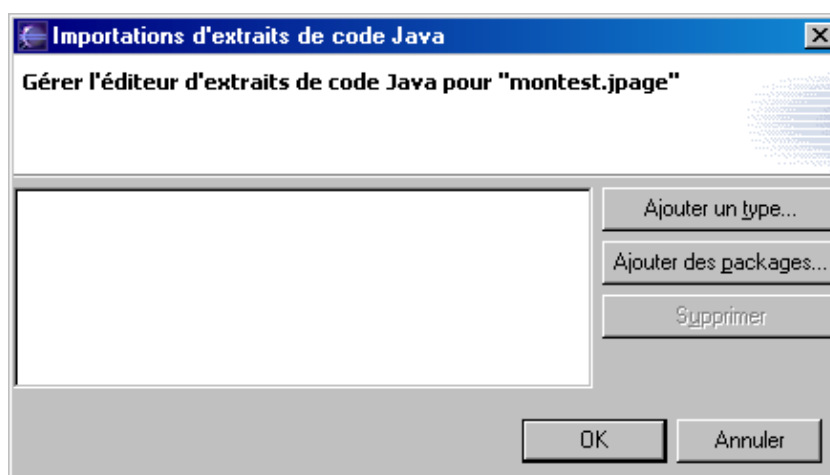 Importations d'extraits de code Java
Gérer l'éditeur d'extraits de code Java pour "montest.jpage"
Ajouter un type...
Ajouter des packages...
Supprimer
OK
Annuler